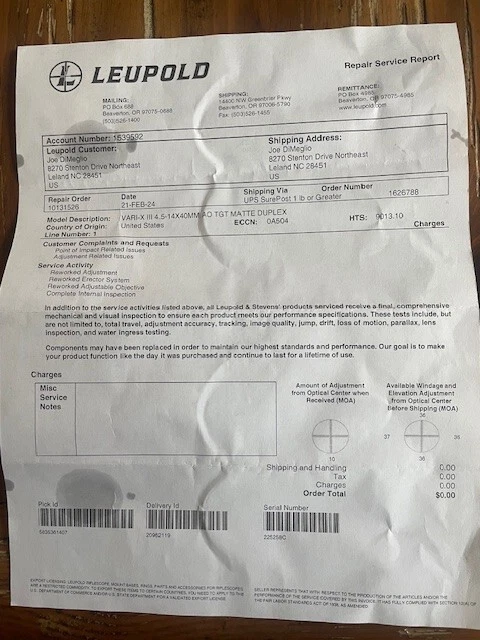 LEUPOLD
Repair Service Report
MAILING:
PO Box 688
Beaverton, OR 97075-0688
(503)526-1400
SHIPPING:
14400 NW Greenbrier Pkwy
Beaverton, OR 97006-5790
Fax: (503)526-1455
REMITTANCE:
PO Box 4985
Beaverton, OR 97075-4985
www.leupold.com
Account Number: 1539592
Leupold Customer:
Joe DiMeglio
8270 Stenton Drive Northeast
Leland NC 28451
US
Shipping Address:
Joe DiMeglio
8270 Stenton Drive Northeast
Leland NC 28451
US
Repair Order Date Shipping Via Order Number
10131526 21-FEB-24 UPS SurePost 1 lb or Greater 1626788
Model Description: VARI-X III 4.5-14X40MM AO TGT MATTE DUPLEX
Country of Origin: United States ECCN: 0A504 HTS: 9013.10
Line Number: 1 Charges
Customer Complaints and Requests
Point of Impact Related Issues
Adjustment Related Issues
Service Activity
Reworked Adjustment
Reworked Erector System
Reworked Adjustable Objective
Complete Internal Inspection
In addition to the service activities listed above, all Leupold & Stevens' products serviced receive a final, comprehensive
mechanical and visual inspection to ensure each product meets our performance specifications. These tests include, but
are not limited to, total travel, adjustment accuracy, tracking, image quality, jump, drift, loss of motion, parallax, lens
inspection, and water ingress testing.
Components may have been replaced in order to maintain our highest standards and performance. Our goal is to make
your product function like the day it was purchased and continue to last for a lifetime of use.
Charges
Misc
Service
Notes
Amount of Adjustment
from Optical Center when
Received (MOA)
10
Available Windage and
Elevation Adjustment
from Optical Center
Before Shipping (MOA)
36
37 36
36
Shipping and Handling 0.00
Tax 0.00
Charges 0.00
Order Total $0.00
Pick Id
Delivery Id
20962119
Serial Number
225258C